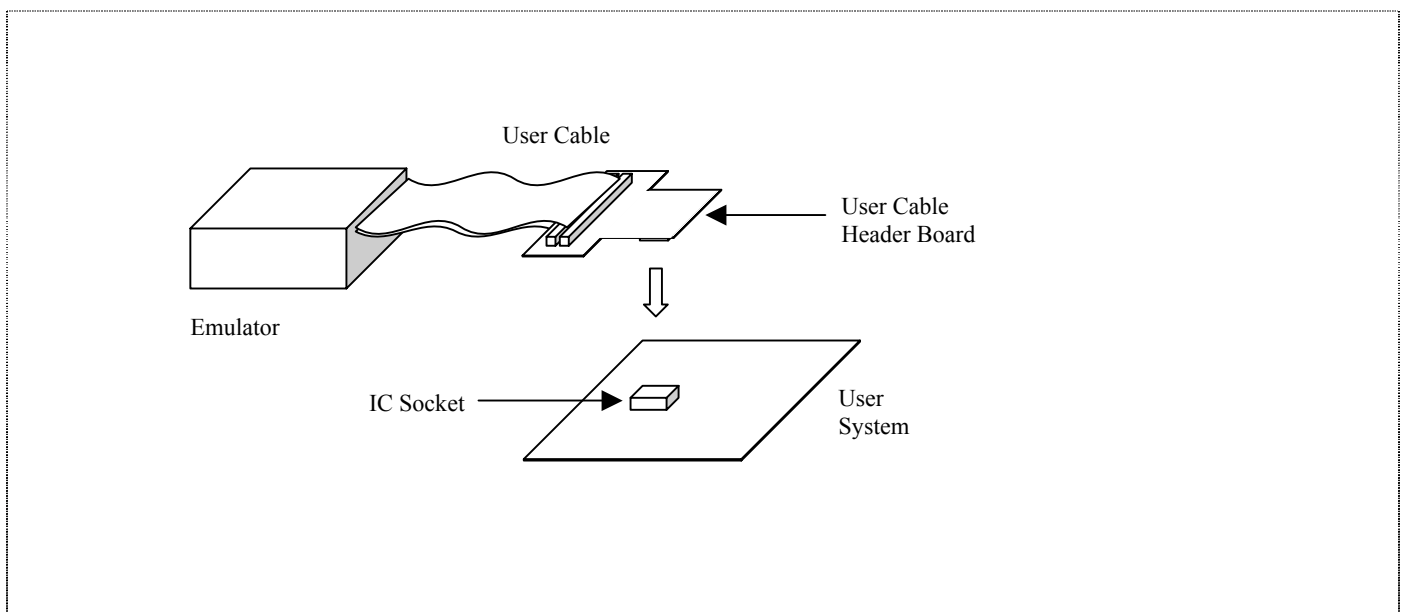 User Cable
User Cable
Header Board
Emulator
IC Socket
User
System